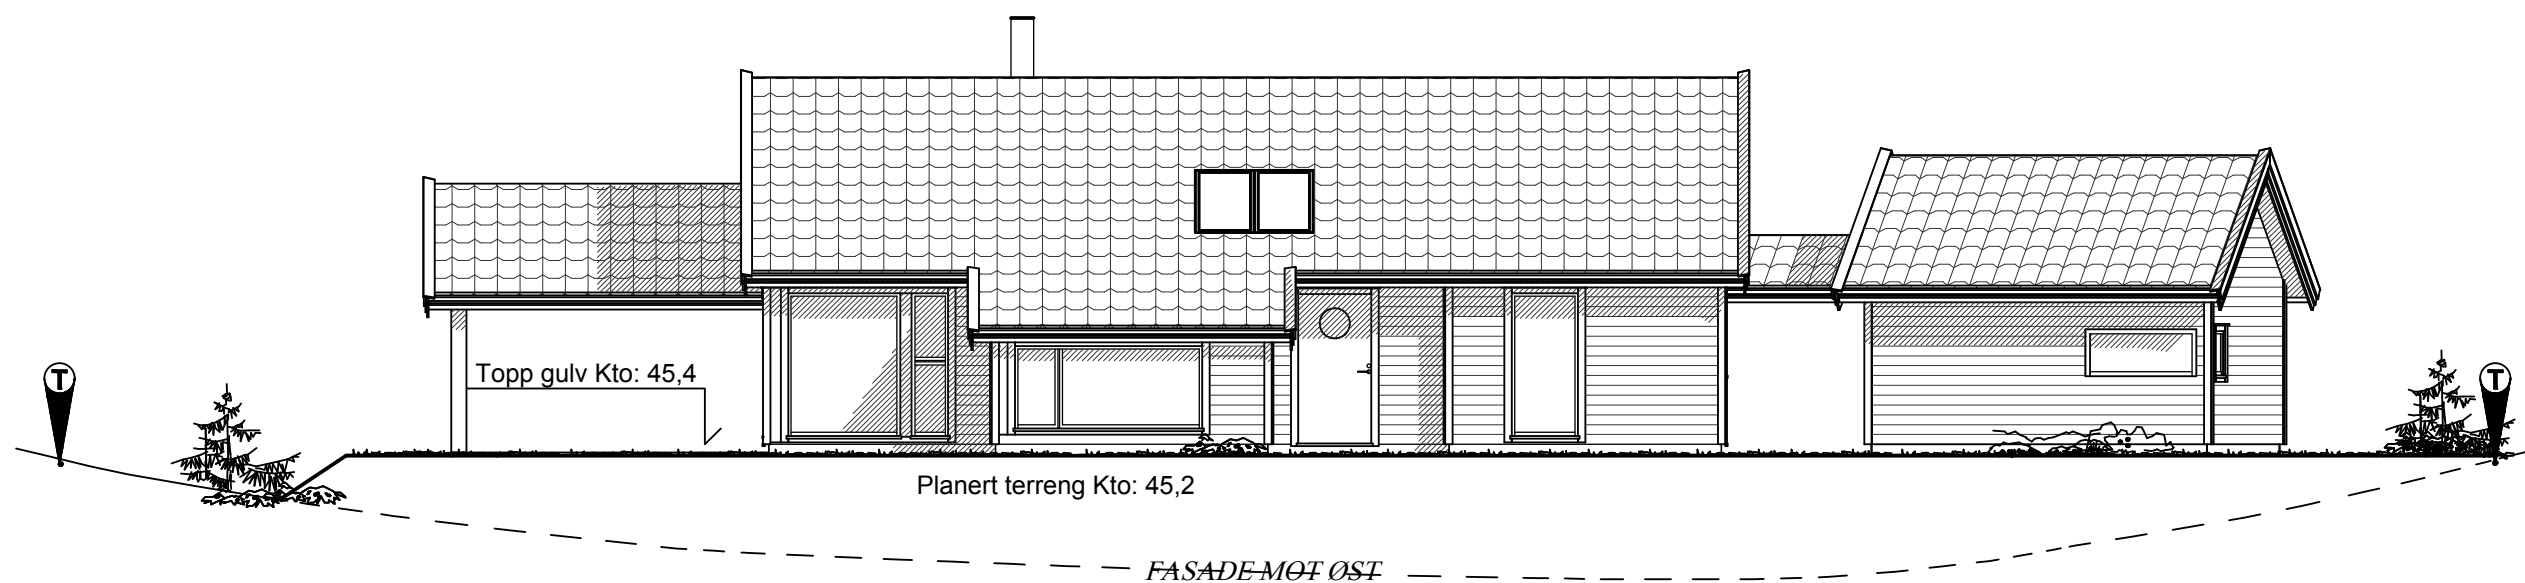 T
T
Topp gulv Kto: 45,4
Planert terreng Kto: 45,2
FASADE MOT ØST